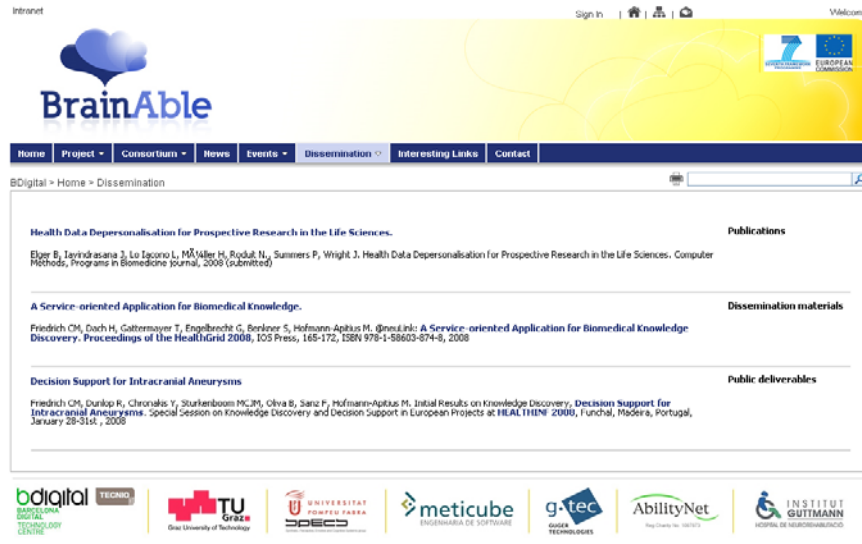 Intranet
Sign In | | |
Welcom
BrainAble
7
SEVENTH FRAMEWORK
PROGRAMME
EUROPEAN
COMMISSION
Home Project Consortium News Events Dissemination Interesting Links Contact
BDigital > Home > Dissemination
Health Data Depersonalisation for Prospective Research in the Life Sciences.
Publications
Elger B, Iavindrasana J, Lo Iacono L, MÃ¼ller H, Roduit N., Summers P, Wright J. Health Data Depersonalisation for Prospective Research in the Life Sciences. Computer
Methods, Programs in Biomedicine journal, 2008 (submitted)
A Service-oriented Application for Biomedical Knowledge.
Dissemination materials
Friedrich CM, Dach H, Gattermayer T, Engelbrecht G, Benkner S, Hofmann-Apitius M. @neuLink: A Service-oriented Application for Biomedical Knowledge
Discovery. Proceedings of the HealthGrid 2008, IOS Press, 165-172, ISBN 978-1-58603-874-8, 2008
Decision Support for Intracranial Aneurysms
Public deliverables
Friedrich CM, Dunlop R, Chronakis Y, Sturkenboom MCJM, Oliva B, Sanz F, Hofmann-Apitius M. Initial Results on Knowledge Discovery, Decision Support for
Intracranial Aneurysms. Special Session on Knowledge Discovery and Decision Support in European Projects at HEALTHINF 2008, Funchal, Madeira, Portugal,
January 28-31st , 2008
bdigital TECNIO
BARCELONA
DIGITAL
TECHNOLOGY
CENTRE
TU
Graz
Graz University of Technology
UNIVERSITAT
POMPEU FABRA
SPECS
meticube
ENGENHARIA DE SOFTWARE
g.tec
GUGER
TECHNOLOGIES
AbilityNet
INSTITUT
GUTTMANN
HOSPITAL DE NEUROREHABILITACIÓ